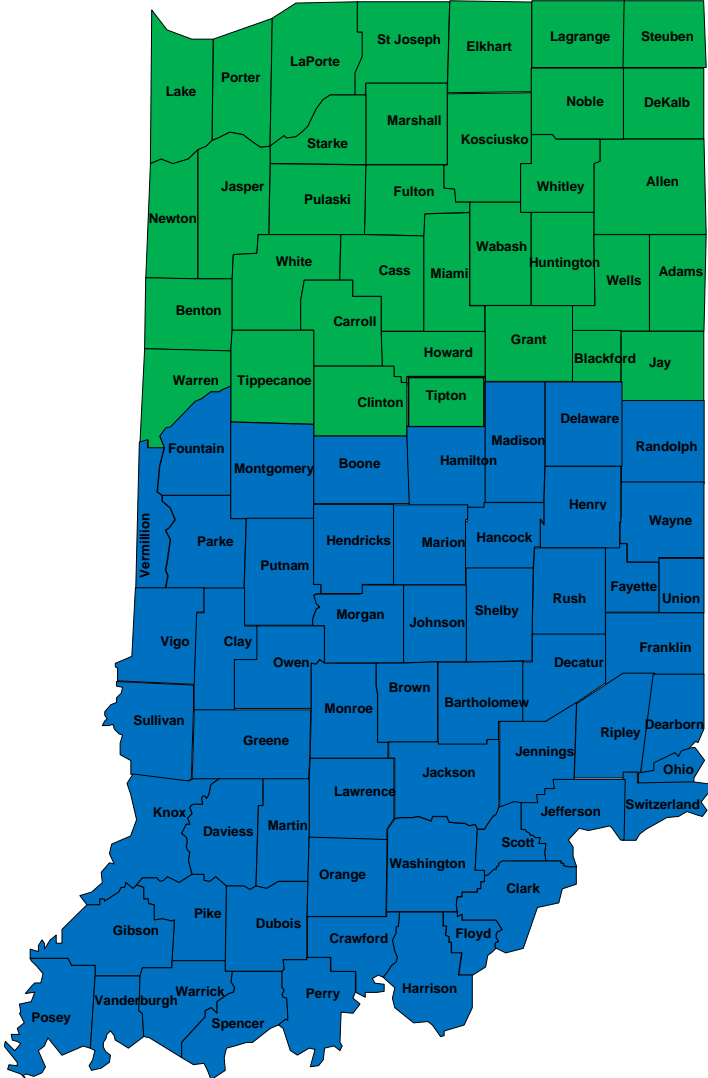 St Joseph
Elkhart
Lagrange
Steuben
LaPorte
Porter
Lake
Noble
DeKalb
Marshall
Starke
Kosciusko
Jasper
Pulaski
Fulton
Whitley
Allen
Newton
White
Cass
Miami
Wabash
Huntington
Wells
Adams
Benton
Carroll
Howard
Grant
Blackford
Jay
Warren
Tippecanoe
Clinton
Tipton
Fountain
Montgomery
Boone
Hamilton
Madison
Delaware
Randolph
Vermillion
Parke
Putnam
Hendricks
Marion
Hancock
Henry
Wayne
Morgan
Johnson
Shelby
Rush
Fayette
Union
Vigo
Clay
Owen
Decatur
Franklin
Sullivan
Greene
Monroe
Brown
Bartholomew
Jennings
Ripley
Dearborn
Ohio
Knox
Daviess
Martin
Lawrence
Jackson
Jefferson
Switzerland
Scott
Orange
Washington
Clark
Gibson
Pike
Dubois
Crawford
Floyd
Harrison
Posey
Vanderburgh
Warrick
Spencer
Perry